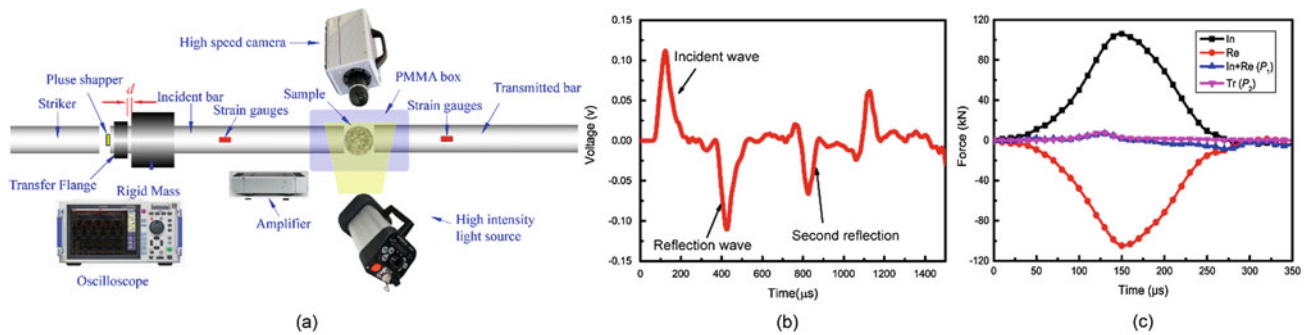 High speed camera
Pluse shapper
d
Striker
Incident bar
Strain gauges
Sample
PMMA box
Strain gauges
Transmitted bar
Transfer Flange
Rigid Mass
Amplifier
High intensity
light source
Oscilloscope
(a)
(b)
0.20
0.15
0.10
0.05
0.00
-0.05
-0.10
-0.15
0.00
Voltage (v)
Incident wave
Reflection wave
Second reflection
0 200 400 600 800 1000 1200 1400
Time(μs)
(b)
(c)
120
80
40
0
-40
-80
-120
Force (kN)
In
Re
In+Re (P1)
Tr (P2)
0 50 100 150 200 250 300 350
Time (μs)
(c)